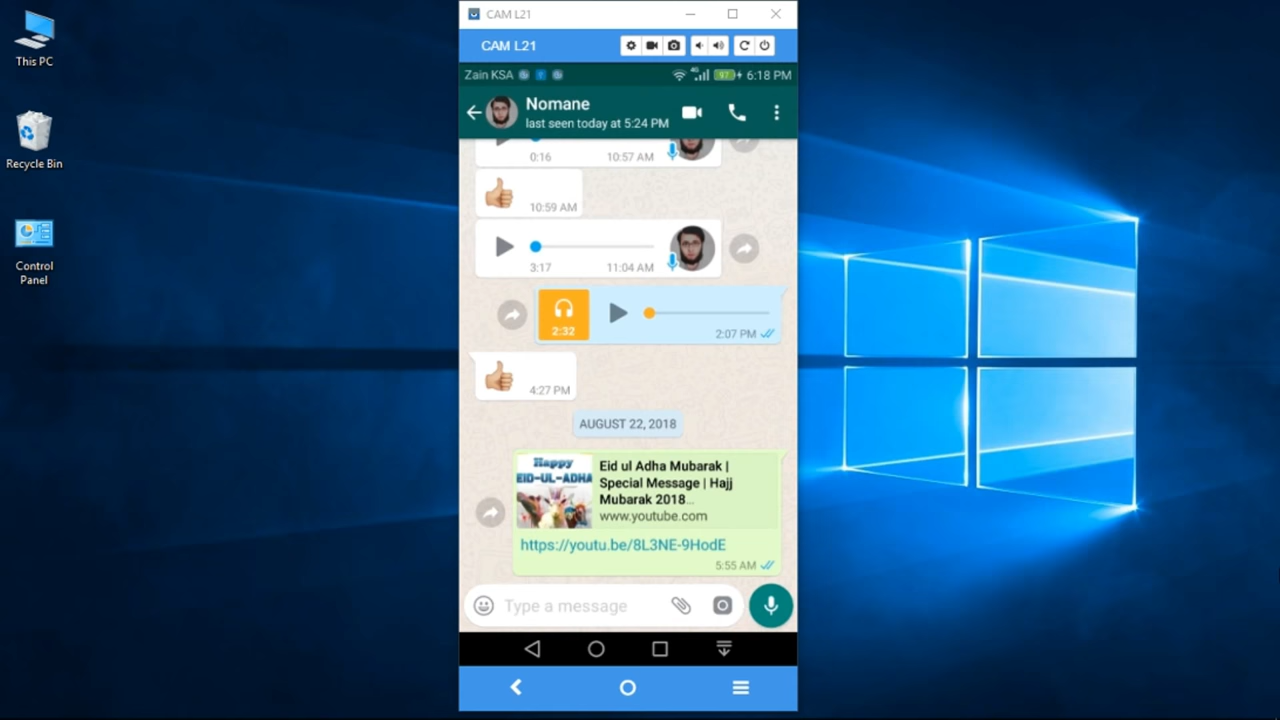 This PC
Recycle Bin
Control
Panel
CAM L21
CAM L21
Zain KSA
4G
97
6:18 PM
Nomane
last seen today at 5:24 PM
0:16
10:57 AM
10:59 AM
3:17
11:04 AM
2:32
2:07 PM
4:27 PM
AUGUST 22, 2018
Happy
EID-UL-ADHA
Eid ul Adha Mubarak |
Special Message | Hajj
Mubarak 2018...
www.youtube.com
https://youtu.be/8L3NE-9HodE
5:55 AM
Type a message